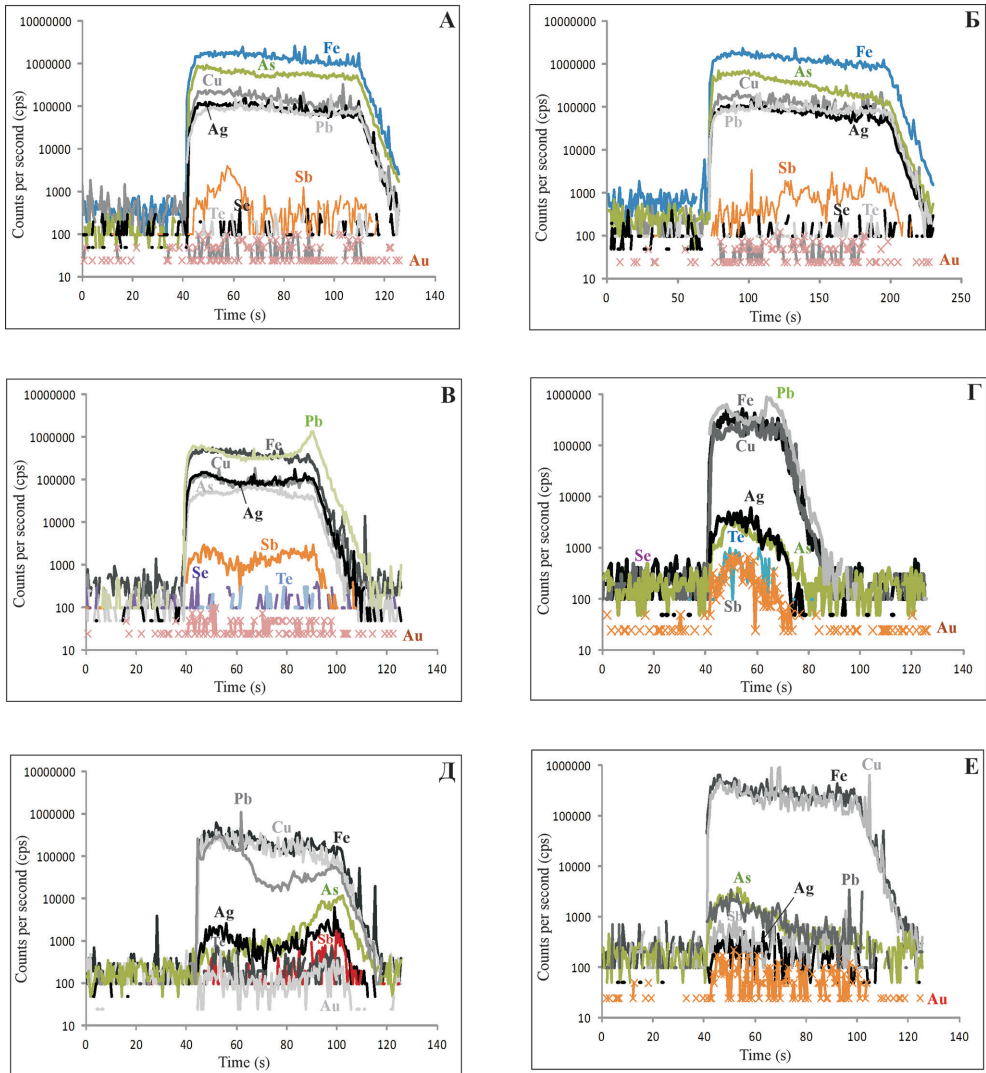 А
10000000
1000000
100000
10000
1000
100
10
0
20
40
60
80
100
120
140
Counts per second (cps)
Time (s)
Fe
As
Cu
Ag
Pb
Sb
Se
Te
Au
Б
10000000
1000000
100000
10000
1000
100
10
0
50
100
150
200
250
Counts per second (cps)
Time (s)
Fe
As
Cu
Pb
Ag
Sb
Se
Te
Au
В
10000000
1000000
100000
10000
1000
100
10
0
20
40
60
80
100
120
140
Counts per second (cps)
Time (s)
Pb
Fe
Cu
As
Ag
Sb
Se
Te
Au
Г
10000000
1000000
100000
10000
1000
100
10
0
20
40
60
80
100
120
140
Counts per second (cps)
Time (s)
Pb
Fe
Cu
Ag
Te
As
Se
Sb
Au
Д
10000000
1000000
100000
10000
1000
100
10
0
20
40
60
80
100
120
140
Counts per second (cps)
Time (s)
Pb
Cu
Fe
As
Ag
Sb
Au
Е
1000000
100000
10000
1000
100
10
0
20
40
60
80
100
120
140
Counts per second (cps)
Time (s)
Cu
Fe
As
Ag
Pb
Sb
Au